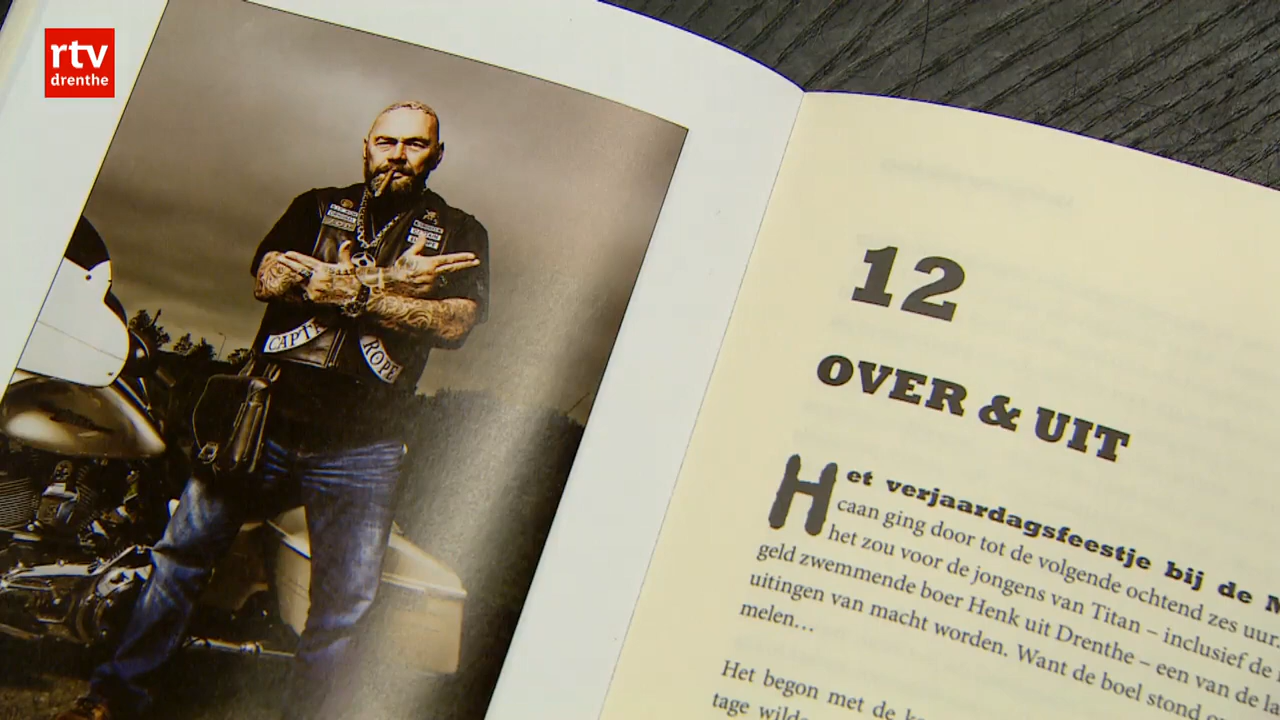 rtv
drenthe
CAPT
ROPE
12
OVER & UIT
Het verjaardagsfeestje bij de M
caan ging door tot de volgende ochtend zes uur.
het zou voor de jongens van Titan – inclusief de
geld zwemmende boer Henk uit Drenthe – een van de la
uitingen van macht worden. Want de boel stond o
melen…
Het begon met de k
tage wilde